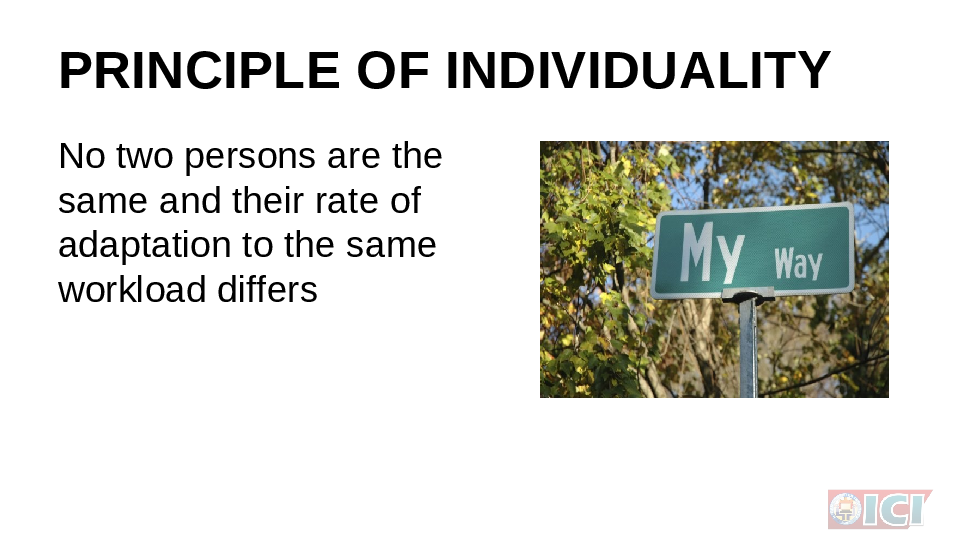 PRINCIPLE OF INDIVIDUALITY
No two persons are the
same and their rate of
adaptation to the same
workload differs
My Way
ICI